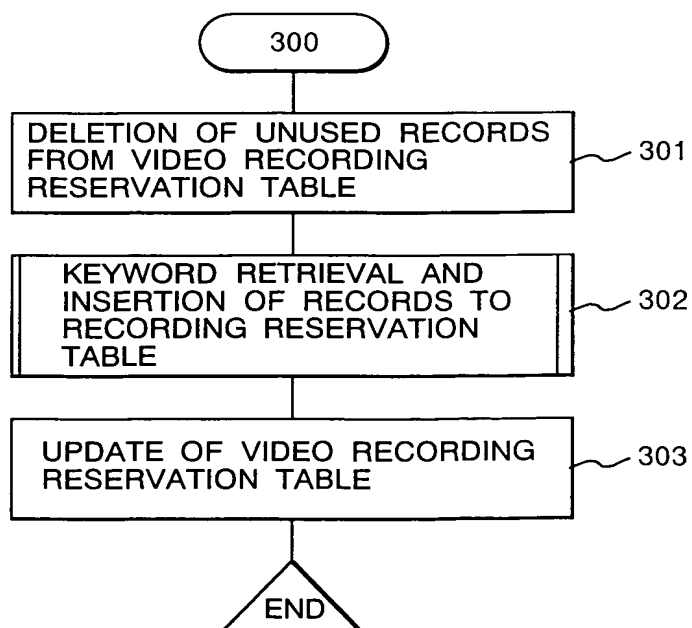 300
DELETION OF UNUSED RECORDS
FROM VIDEO RECORDING
RESERVATION TABLE
301
KEYWORD RETRIEVAL AND
INSERTION OF RECORDS TO
RECORDING RESERVATION
TABLE
302
UPDATE OF VIDEO RECORDING
RESERVATION TABLE
303
END